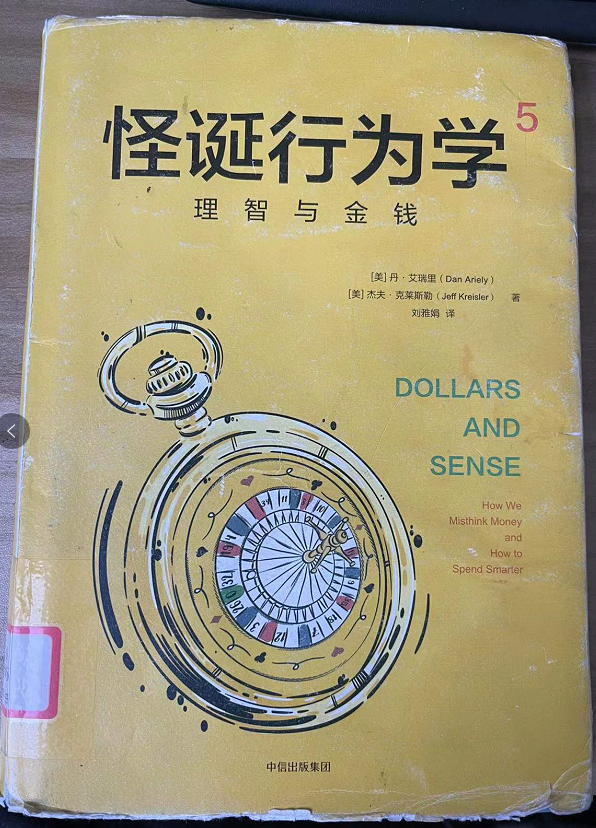 怪诞行为学5
理智与金钱
[美] 丹·艾瑞里（Dan Ariely）
[美] 杰夫·克莱斯勒（Jeff Kreisler） 著
刘雅娟 译
DOLLARS
AND
SENSE
How We
Misthink Money
and
How to
Spend Smarter
中信出版集团